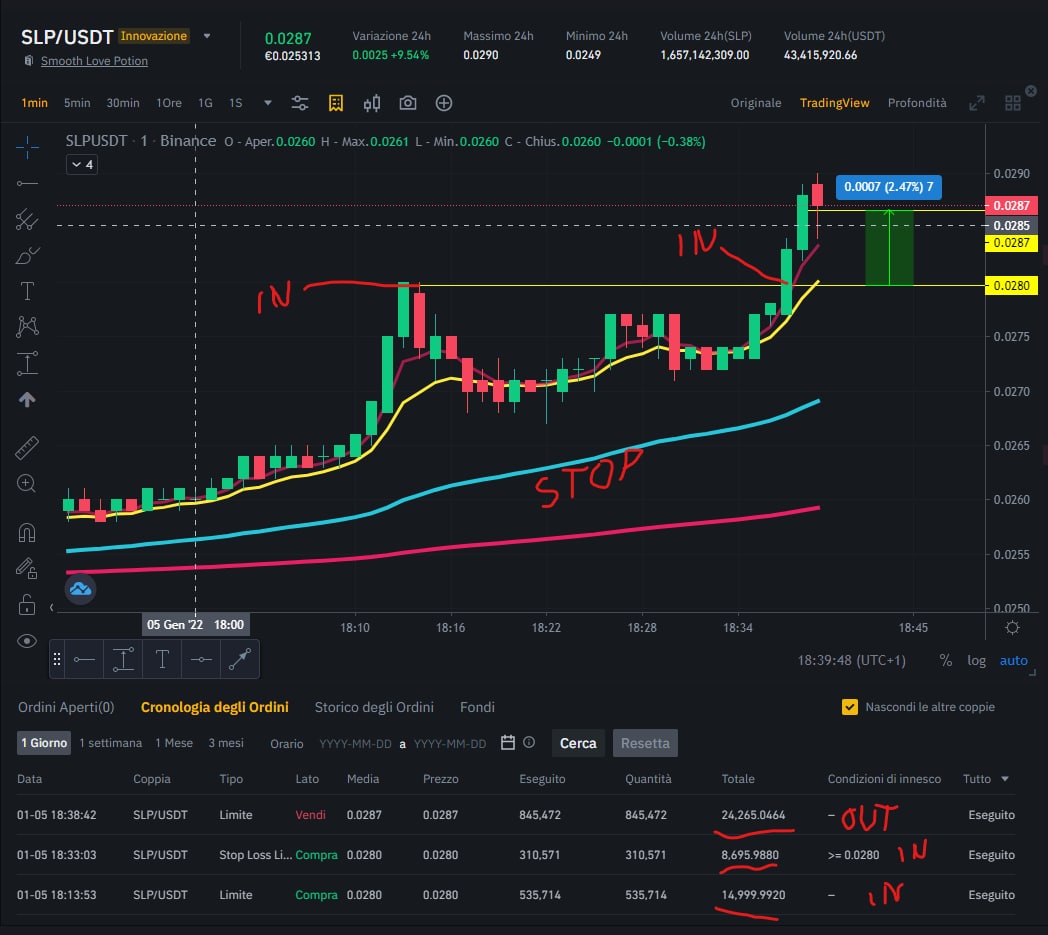 SLP/USDT Innovazione
Smooth Love Potion
0.0287
€0.025313
Variazione 24h
0.0025 +9.54%
Massimo 24h
0.0290
Minimo 24h
0.0249
Volume 24h(SLP)
1,657,142,309.00
Volume 24h(USDT)
43,415,920.66
1min 5min 30min 1Ore 1G 1S
Originale TradingView Profondità
SLPUSDT · 1 · Binance O - Aper.0.0260 H - Max.0.0261 L - Min.0.0260 C - Chius.0.0260 −0.0001 (−0.38%)
4
0.0290
0.0007 (2.47%) 7
0.0287
0.0285
0.0287
0.0280
0.0275
0.0270
0.0265
0.0260
0.0255
0.0250
IN
IN
STOP
05 Gen '22 18:00
18:10 18:16 18:22 18:28 18:34 18:45
18:39:48 (UTC+1) % log auto
Ordini Aperti(0) Cronologia degli Ordini Storico degli Ordini Fondi Nascondi le altre coppie
1 Giorno 1 settimana 1 Mese 3 mesi Orario YYYY-MM-DD a YYYY-MM-DD Cerca Resetta
Data Coppia Tipo Lato Media Prezzo Eseguito Quantità Totale Condizioni di innesco Tutto
01-05 18:38:42 SLP/USDT Limite Vendi 0.0287 0.0287 845,472 845,472 24,265.0464 – OUT Eseguito
01-05 18:33:03 SLP/USDT Stop Loss Li... Compra 0.0280 0.0280 310,571 310,571 8,695.9880 >= 0.0280 IN Eseguito
01-05 18:13:53 SLP/USDT Limite Compra 0.0280 0.0280 535,714 535,714 14,999.9920 – IN Eseguito